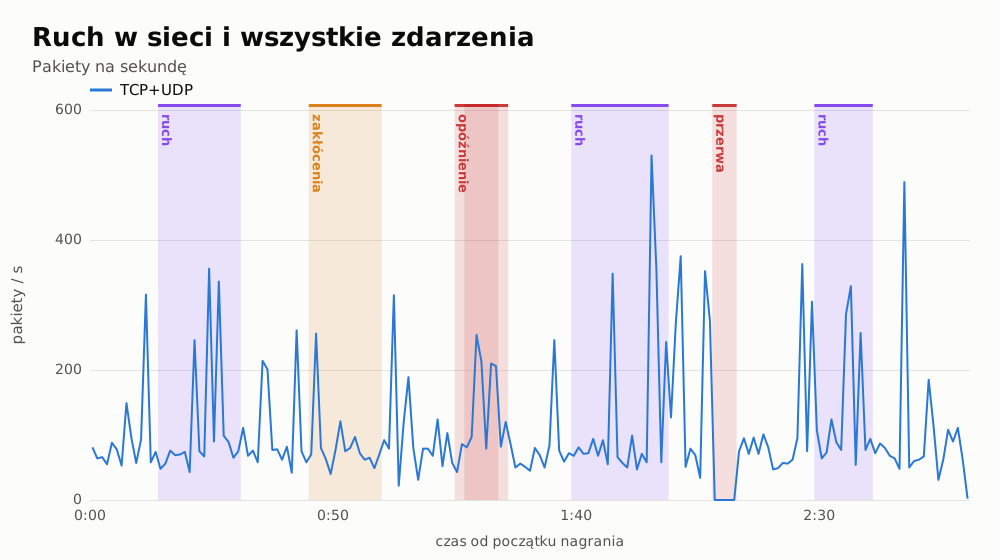 Ruch w sieci i wszystkie zdarzenia
Pakiety na sekundę
TCP+UDP
600
400
200
0
pakiety / s
ruch
zakłócenia
opóźnienie
ruch
przerwa
ruch
0:00
0:50
1:40
2:30
czas od początku nagrania